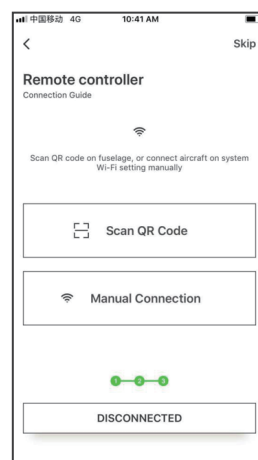 中国移动 4G 10:41 AM
Skip
Remote controller
Connection Guide
Scan QR code on fuselage, or connect aircraft on system
Wi-Fi setting manually
Scan QR Code
Manual Connection
1 2 3
DISCONNECTED